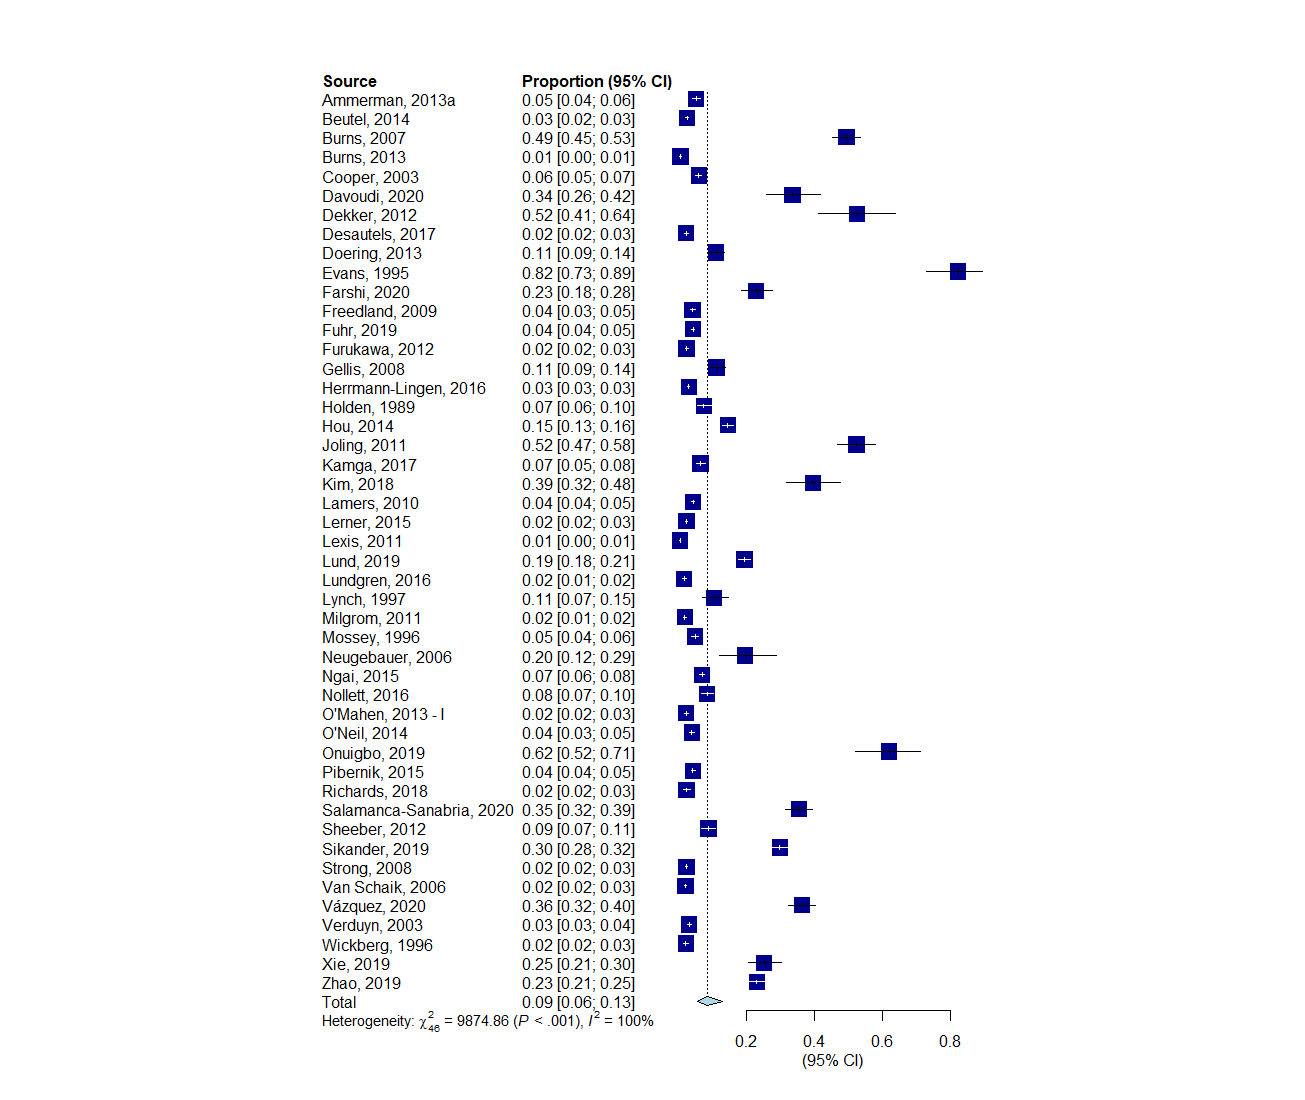 Source Proportion (95% CI)
Ammerman, 2013a 0.05 [0.04; 0.06]
Beutel, 2014 0.03 [0.02; 0.03]
Burns, 2007 0.49 [0.45; 0.53]
Burns, 2013 0.01 [0.00; 0.01]
Cooper, 2003 0.06 [0.05; 0.07]
Davoudi, 2020 0.34 [0.26; 0.42]
Dekker, 2012 0.52 [0.41; 0.64]
Desautels, 2017 0.02 [0.02; 0.03]
Doering, 2013 0.11 [0.09; 0.14]
Evans, 1995 0.82 [0.73; 0.89]
Farshi, 2020 0.23 [0.18; 0.28]
Freedland, 2009 0.04 [0.03; 0.05]
Fuhr, 2019 0.04 [0.04; 0.05]
Furukawa, 2012 0.02 [0.02; 0.03]
Gellis, 2008 0.11 [0.09; 0.14]
Herrmann-Lingen, 2016 0.03 [0.03; 0.03]
Holden, 1989 0.07 [0.06; 0.10]
Hou, 2014 0.15 [0.13; 0.16]
Joling, 2011 0.52 [0.47; 0.58]
Kamga, 2017 0.07 [0.05; 0.08]
Kim, 2018 0.39 [0.32; 0.48]
Lamers, 2010 0.04 [0.04; 0.05]
Lerner, 2015 0.02 [0.02; 0.03]
Lexis, 2011 0.01 [0.00; 0.01]
Lund, 2019 0.19 [0.18; 0.21]
Lundgren, 2016 0.02 [0.01; 0.02]
Lynch, 1997 0.11 [0.07; 0.15]
Milgrom, 2011 0.02 [0.01; 0.02]
Mossey, 1996 0.05 [0.04; 0.06]
Neugebauer, 2006 0.20 [0.12; 0.29]
Ngai, 2015 0.07 [0.06; 0.08]
Nollett, 2016 0.08 [0.07; 0.10]
O'Mahen, 2013 - I 0.02 [0.02; 0.03]
O'Neil, 2014 0.04 [0.03; 0.05]
Onuigbo, 2019 0.62 [0.52; 0.71]
Pibernik, 2015 0.04 [0.04; 0.05]
Richards, 2018 0.02 [0.02; 0.03]
Salamanca-Sanabria, 2020 0.35 [0.32; 0.39]
Sheeber, 2012 0.09 [0.07; 0.11]
Sikander, 2019 0.30 [0.28; 0.32]
Strong, 2008 0.02 [0.02; 0.03]
Van Schaik, 2006 0.02 [0.02; 0.03]
Vázquez, 2020 0.36 [0.32; 0.40]
Verduyn, 2003 0.03 [0.03; 0.04]
Wickberg, 1996 0.02 [0.02; 0.03]
Xie, 2019 0.25 [0.21; 0.30]
Zhao, 2019 0.23 [0.21; 0.25]
Total 0.09 [0.06; 0.13]
Heterogeneity: χ²₄₆ = 9874.86 (P < .001), I² = 100%
0.2 0.4 0.6 0.8
(95% CI)